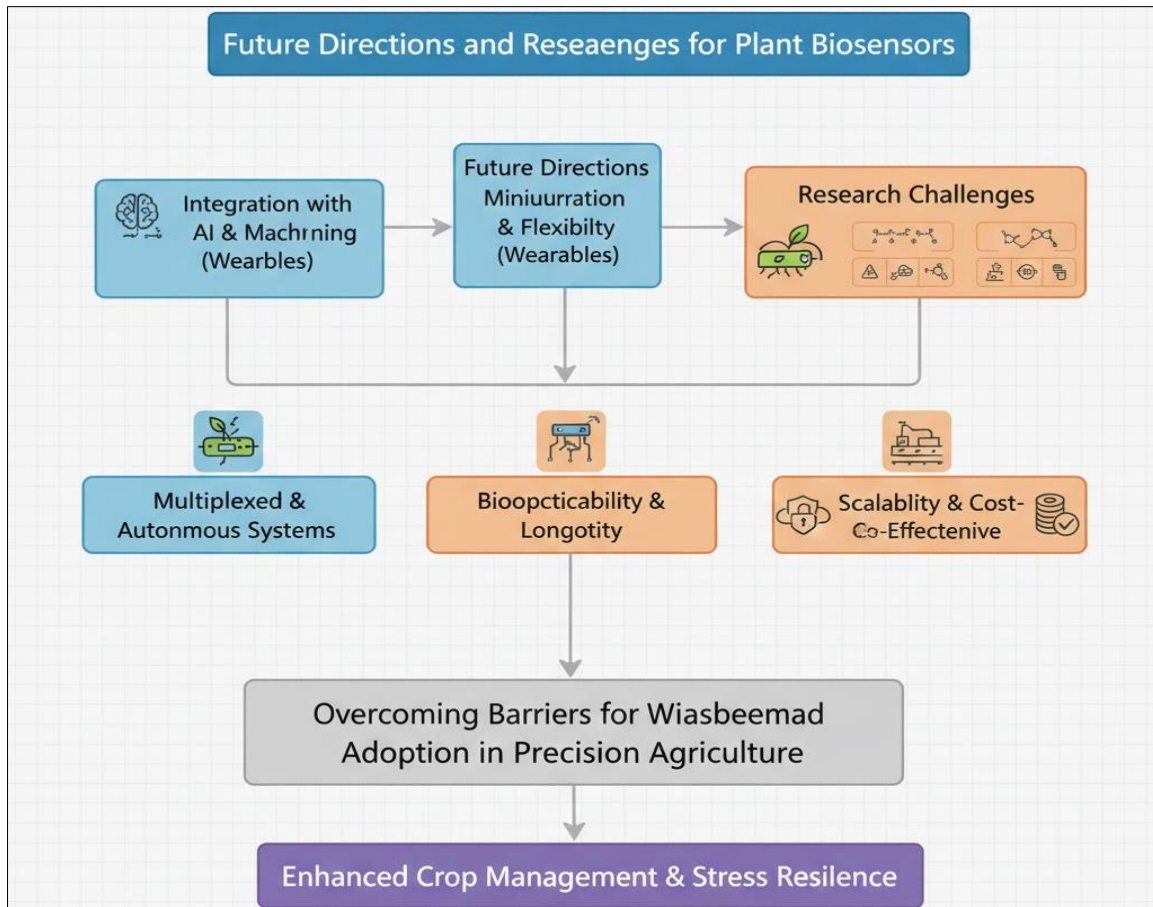 Future Directions and Reseaenges for Plant Biosensors
Integration with
AI & Machrning
(Wearbles)
Future Directions
Miniuurration
& Flexibilty
(Wearables)
Research Challenges
Multiplexed &
Autonmous Systems
Bioopcticability &
Longotity
Scalablity & Cost-
Co-Effectenive
Overcoming Barriers for Wiasbeemad
Adoption in Precision Agriculture
Enhanced Crop Management & Stress Resilence